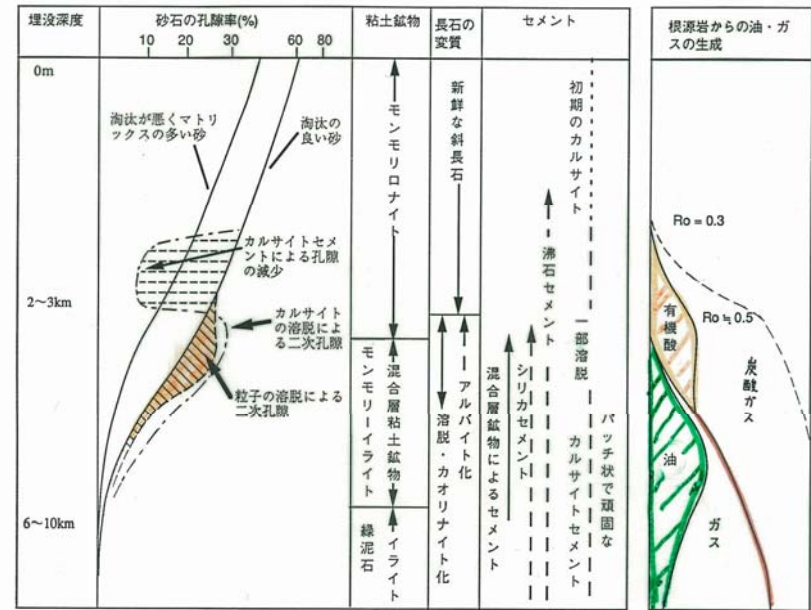 埋没深度
砂石の孔隙率(%)
10 20 30 60 80
粘土鉱物
長石の
変質
セメント
根源岩からの油・ガ
スの生成
0m
2〜3km
6〜10km
淘汰が悪くマトリ
ックスの多い砂
淘汰の
良い砂
カルサイトセメ
ントによる孔隙
の減少
カルサイト
の溶脱によ
る二次孔隙
粒子の溶脱による
二次孔隙
モンモリロナイト
モンモリーイライト
混合層粘土鉱物
緑泥石
イライト
新鮮な斜長石
溶脱・カオリナイト化
アルバイト化
混合層鉱物によるセメント
シリカセメント
沸石セメント
初期のカルサイト
一部溶脱
カルサイトセメント
パッチ状で頑固な
Ro = 0.3
Ro ≒ 0.5
有機酸
炭酸ガス
油
ガス